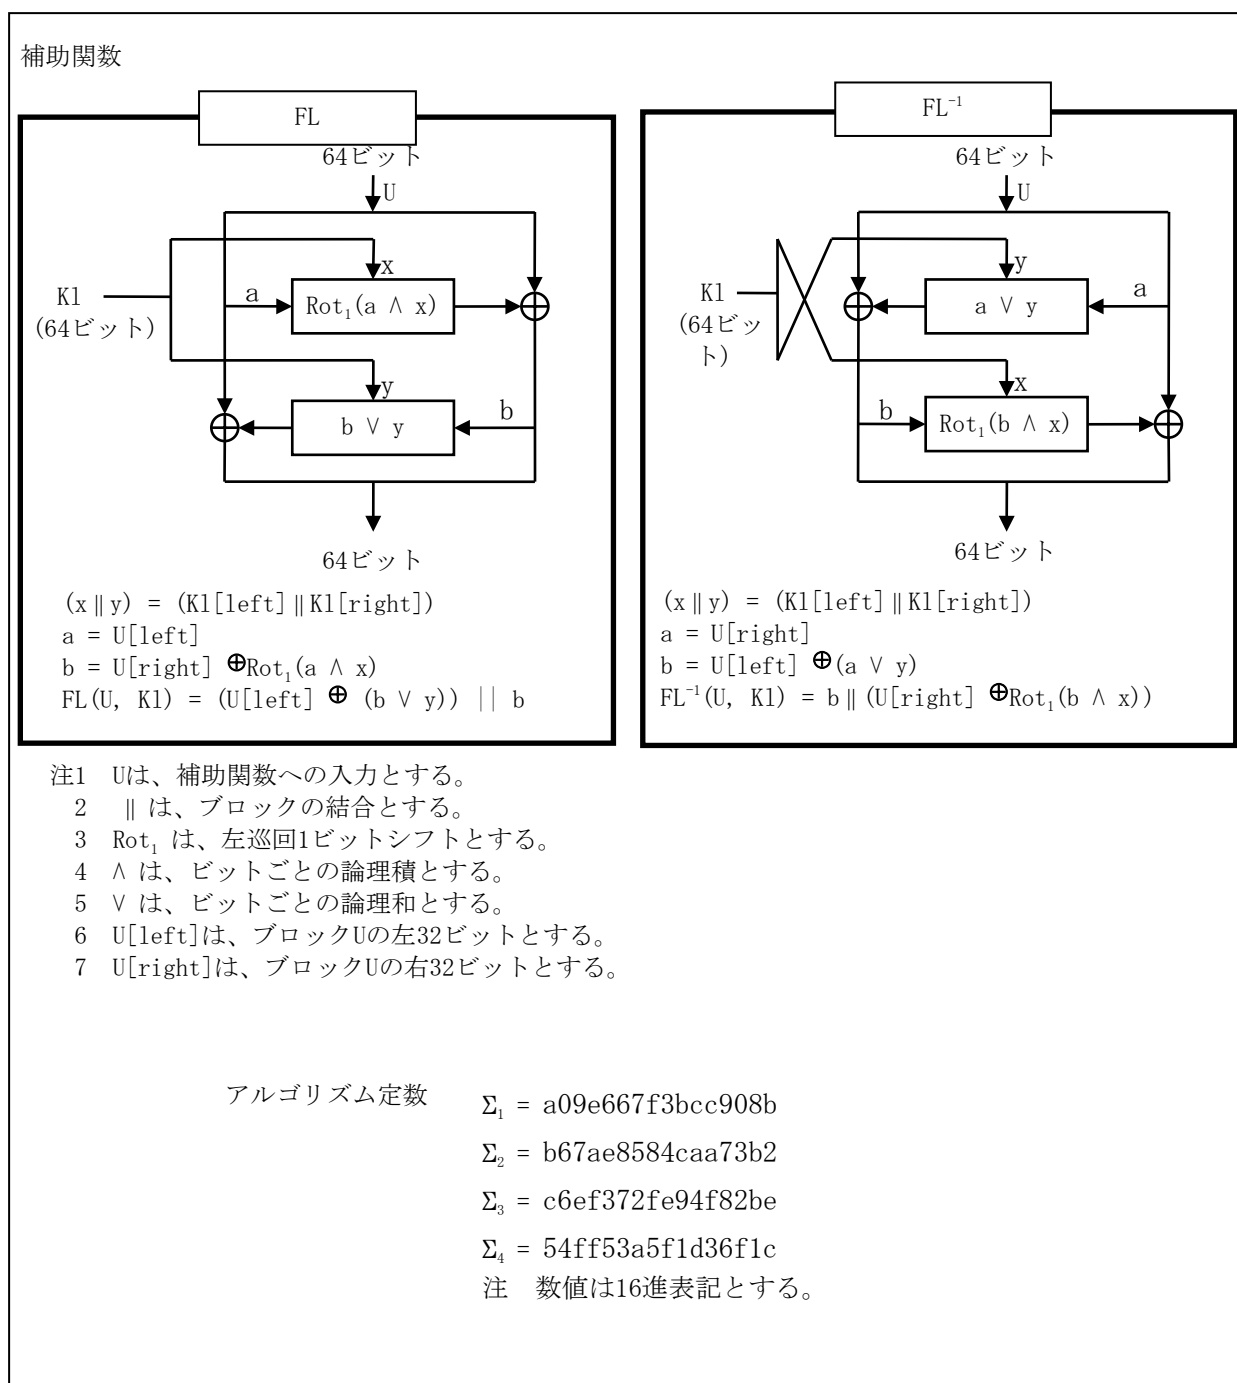 補助関数
FL
64ビット
U
x
a
Rot₁(a ∧ x)
Kl
(64ビット)
y
b
b ∨ y
64ビット
(x‖y) = (Kl[left]‖Kl[right])
a = U[left]
b = U[right] ⊕Rot₁(a ∧ x)
FL(U, Kl) = (U[left] ⊕ (b ∨ y)) || b
FL⁻¹
64ビット
U
y
a
a ∨ y
Kl
(64ビッ
ト)
x
b
Rot₁(b ∧ x)
64ビット
(x‖y) = (Kl[left]‖Kl[right])
a = U[right]
b = U[left] ⊕(a ∨ y)
FL⁻¹(U, Kl) = b‖(U[right] ⊕Rot₁(b ∧ x))
注1 Uは、補助関数への入力とする。
2 ‖は、ブロックの結合とする。
3 Rot₁ は、左巡回1ビットシフトとする。
4 ∧ は、ビットごとの論理積とする。
5 ∨ は、ビットごとの論理和とする。
6 U[left]は、ブロックUの左32ビットとする。
7 U[right]は、ブロックUの右32ビットとする。
アルゴリズム定数
Σ₁ = a09e667f3bcc908b
Σ₂ = b67ae8584caa73b2
Σ₃ = c6ef372fe94f82be
Σ₄ = 54ff53a5f1d36f1c
注 数値は16進表記とする。